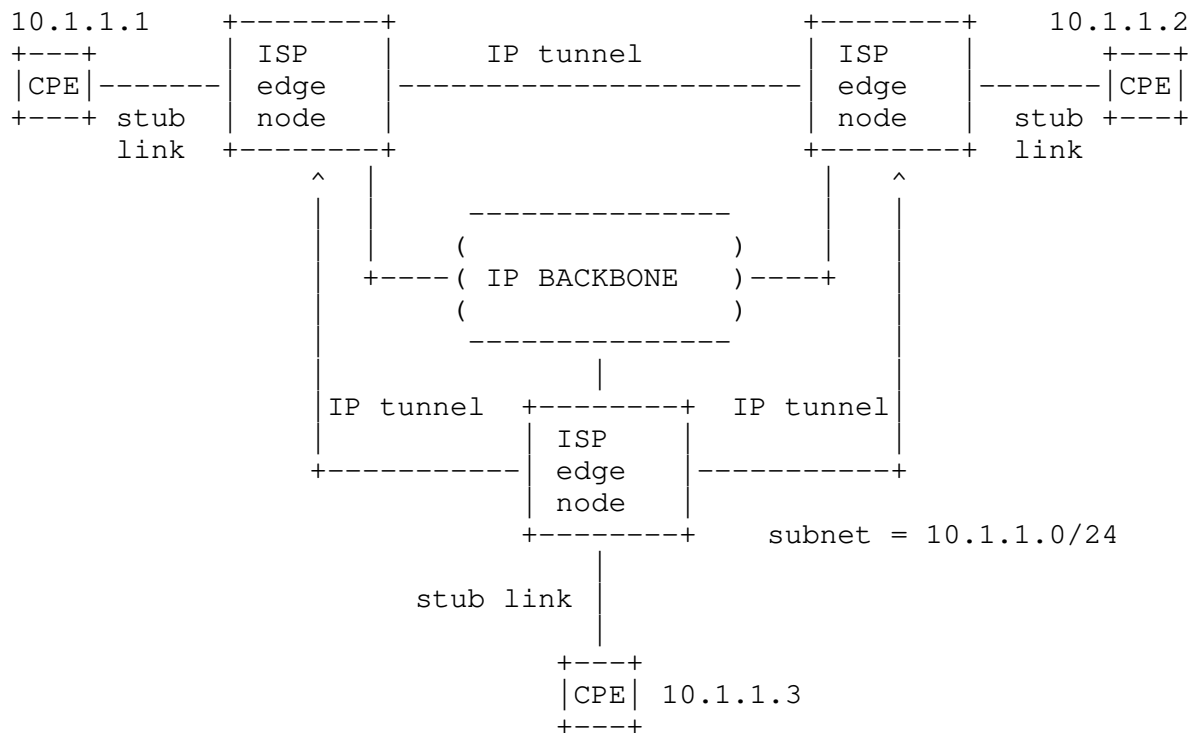 10.1.1.1 10.1.1.2
ISP IP tunnel ISP
CPE edge edge CPE
stub node node stub
link link
IP BACKBONE
IP tunnel IP tunnel
ISP
edge
node
subnet = 10.1.1.0/24
stub link
CPE 10.1.1.3